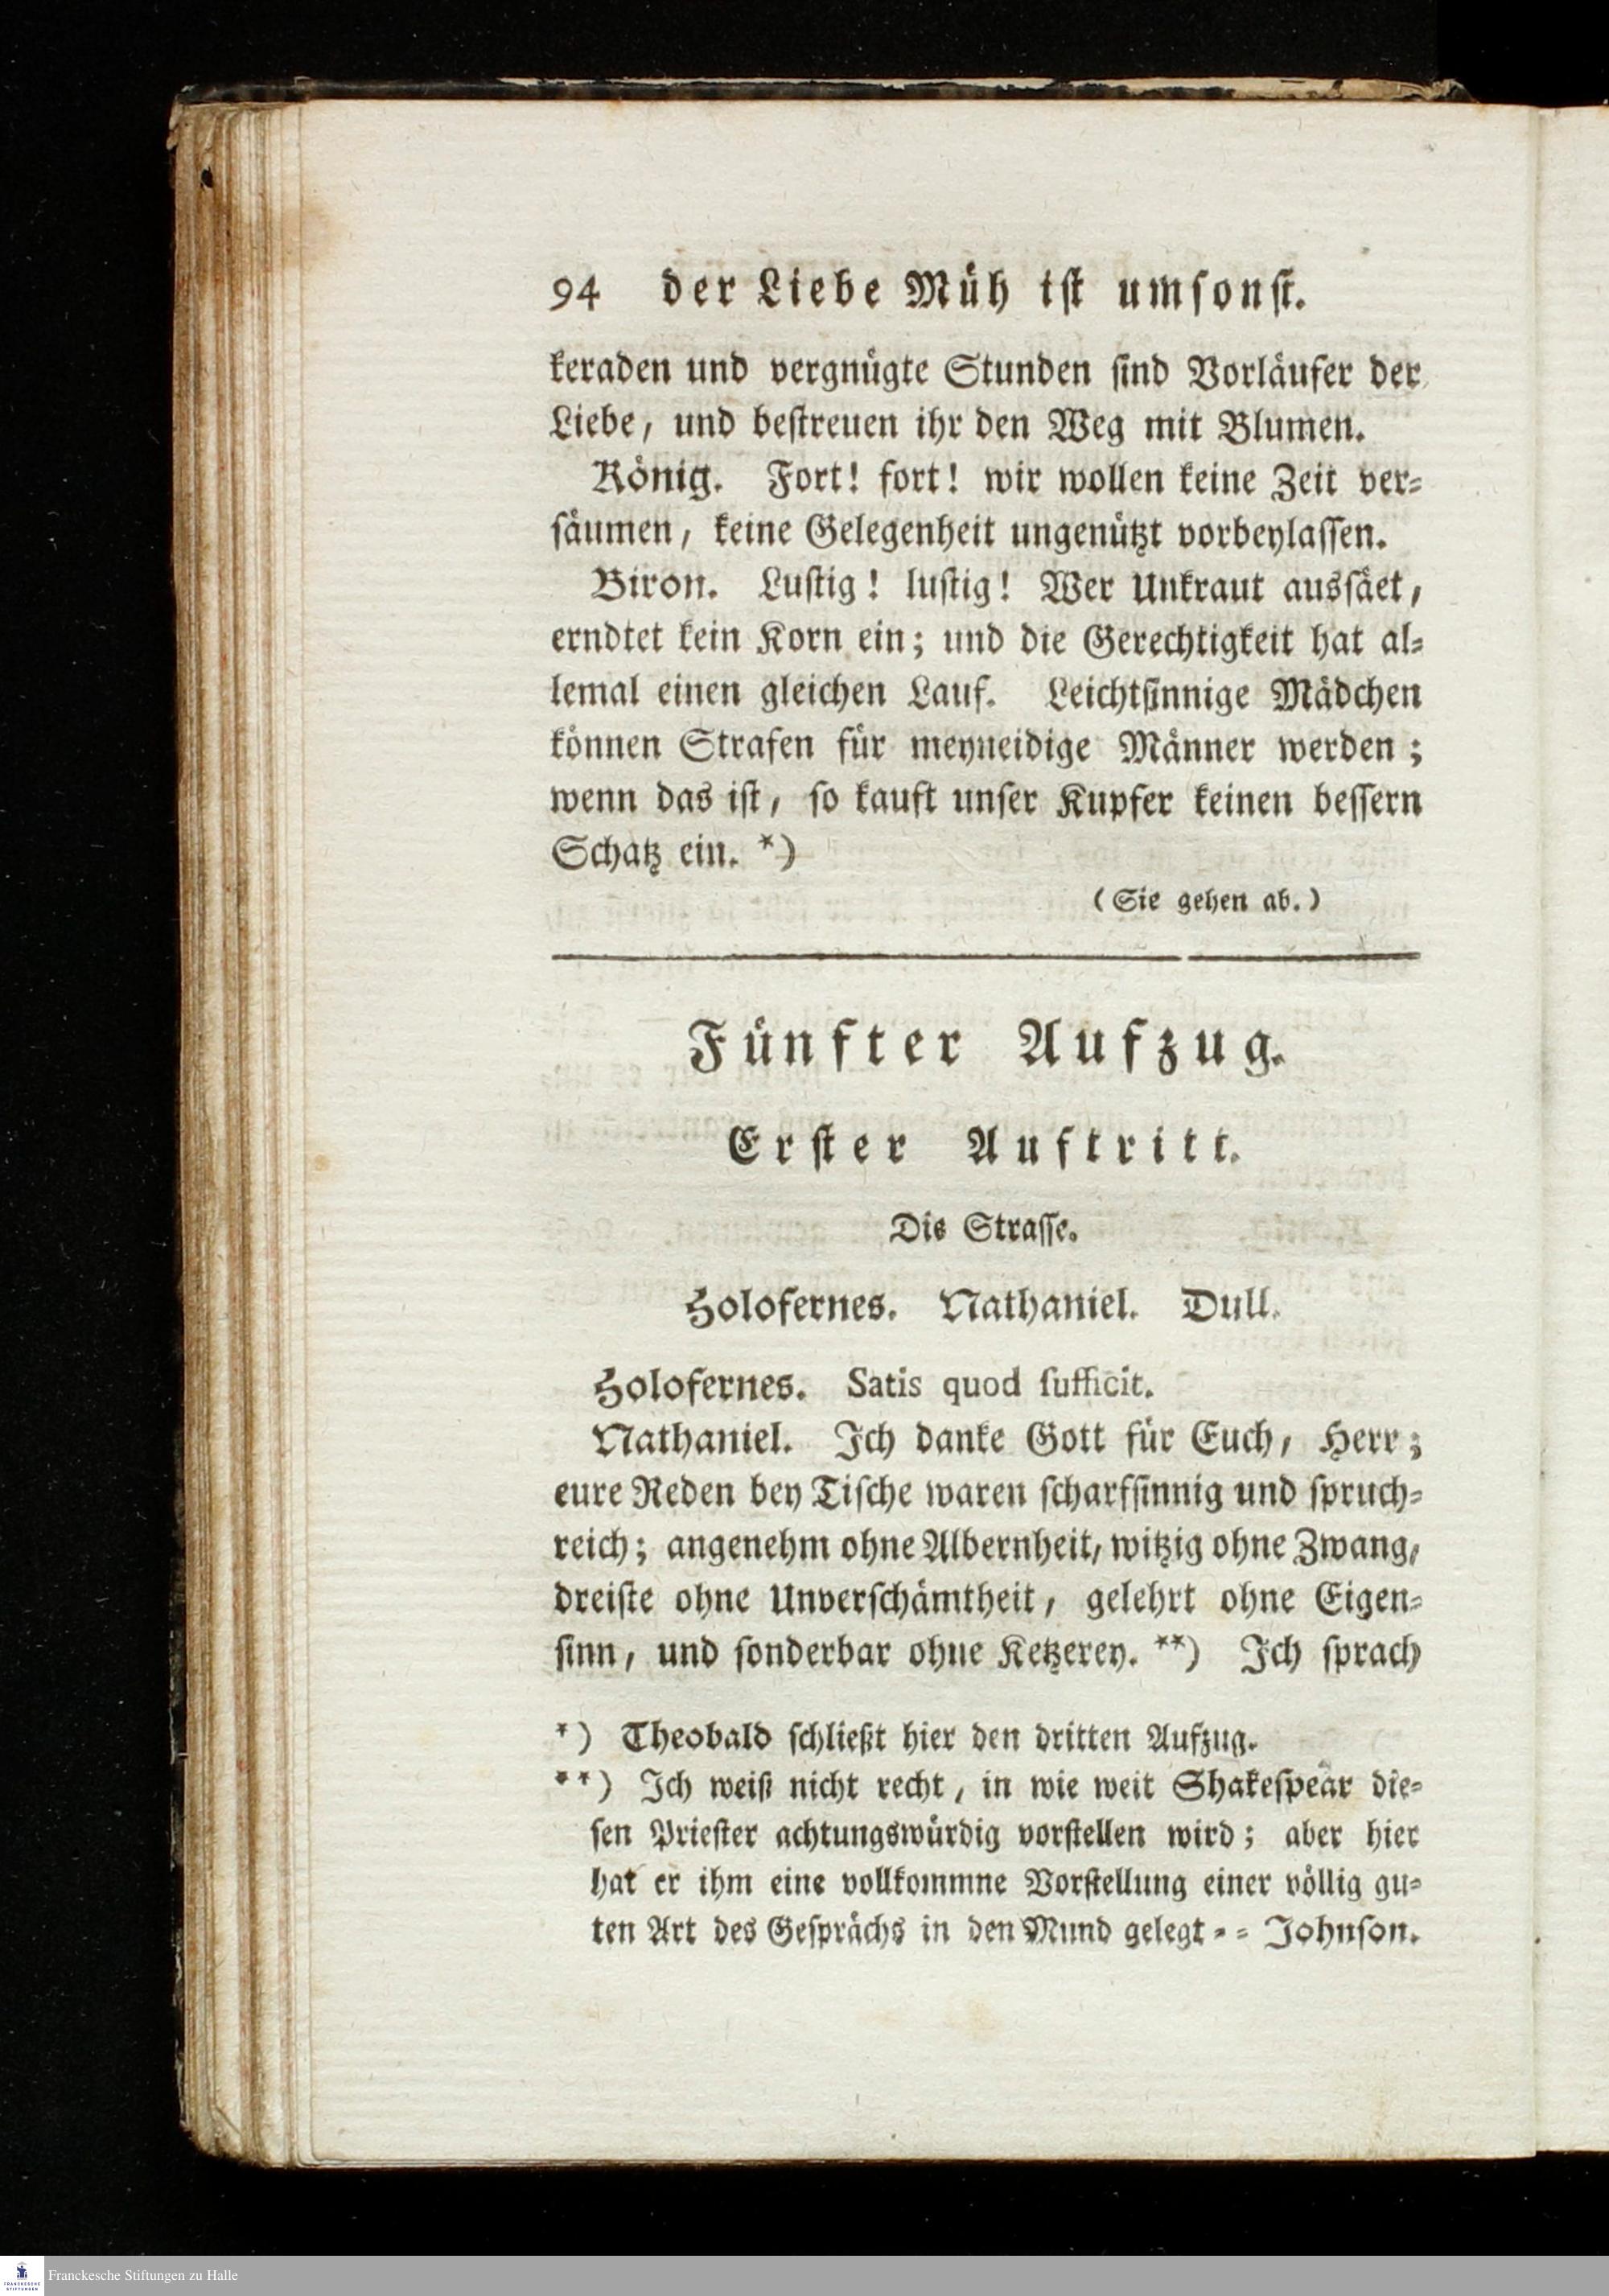 94 der Liebe Müh ist umsonst.
keraden und vergnügte Stunden sind Vorläufer der
Liebe, und bestreuen ihr den Weg mit Blumen.
König. Fort! fort! wir wollen keine Zeit ver=
säumen, keine Gelegenheit ungenützt vorbeylassen.
Biron. Lustig! lustig! Wer Unkraut aussäet,
erndtet kein Korn ein; und die Gerechtigkeit hat al=
lemal einen gleichen Lauf. Leichtsinnige Mädchen
können Strafen für meyneidige Männer werden;
wenn das ist, so kauft unser Kupfer keinen bessern
Schatz ein. *)
(Sie gehen ab.)
Fünfter Aufzug.
Erster Auftritt.
Die Strasse.
Holofernes. Nathaniel. Dull.
Holofernes. Satis quod sufficit.
Nathaniel. Ich danke Gott für Euch, Herr;
eure Reden bey Tische waren scharfsinnig und spruch=
reich; angenehm ohne Albernheit, witzig ohne Zwang,
dreiste ohne Unverschämtheit, gelehrt ohne Eigen=
sinn, und sonderbar ohne Ketzerey. **) Ich sprach
*) Theobald schließt hier den dritten Aufzug.
**) Ich weiß nicht recht, in wie weit Shakespear die=
sen Priester achtungswürdig vorstellen wird; aber hier
hat er ihm eine vollkommne Vorstellung einer völlig gu=
ten Art des Gesprächs in den Mund gelegt = = Johnson.
FRANCKESCHE
STIFTUNGEN
Franckesche Stiftungen zu Halle